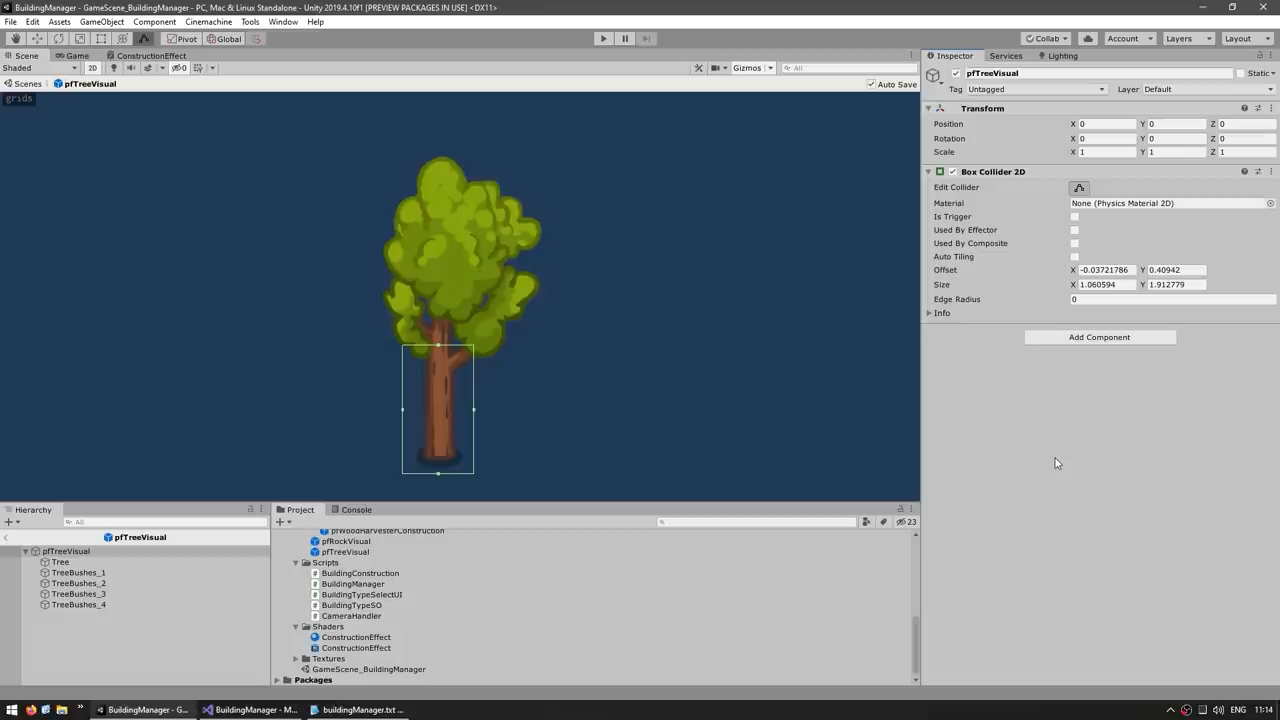 BuildingManager - GameScene_BuildingManager - PC, Mac & Linux Standalone - Unity 2019.4.10f1 [PREVIEW PACKAGES IN USE] <DX11>
File Edit Assets GameObject Component Cinemachine Tools Window Help
Pivot Global Collab Account Layers Layout
Scene Game ConstructionEffect
Shaded 2D 0 Gizmos All
Scenes pfTreeVisual Auto Save
grids
Inspector Services Lighting
pfTreeVisual Static
Tag Untagged Layer Default
Transform
Position X 0 Y 0 Z 0
Rotation X 0 Y 0 Z 0
Scale X 1 Y 1 Z 1
Box Collider 2D
Edit Collider
Material None (Physics Material 2D)
Is Trigger
Used By Effector
Used By Composite
Auto Tiling
Offset X -0.03721786 Y 0.40942
Size X 1.060594 Y 1.912779
Edge Radius 0
Info
Add Component
Hierarchy
All
pfTreeVisual
pfTreeVisual
Tree
TreeBushes_1
TreeBushes_2
TreeBushes_3
TreeBushes_4
Project Console
23
pfWoodHarvesterConstruction
pfRockVisual
pfTreeVisual
Scripts
BuildingConstruction
BuildingManager
BuildingTypeSelectUI
BuildingTypeSO
CameraHandler
Shaders
ConstructionEffect
ConstructionEffect
Textures
GameScene_BuildingManager
Packages
BuildingManager - G... BuildingManager - M... buildingManager.txt ... ENG 11:14